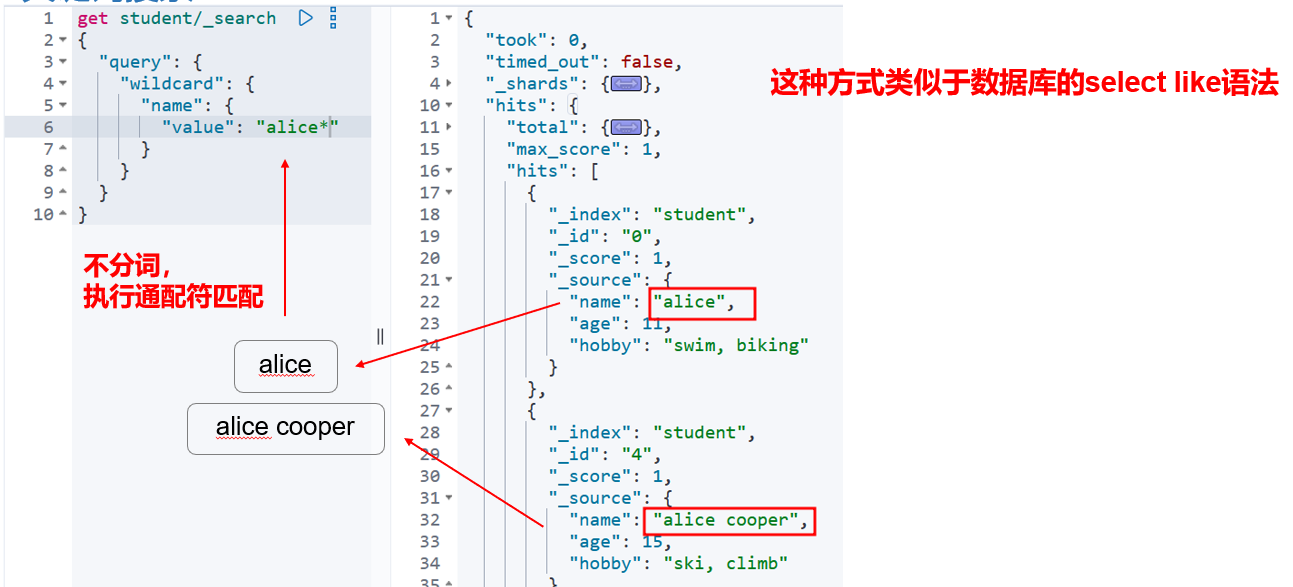 1 get student/_search
2 {
3 "query": {
4 "wildcard": {
5 "name": {
6 "value": "alice*"
7 }
8 }
9 }
10 }
不分词，
执行通配符匹配
alice
alice cooper
1 {
2 "took": 0,
3 "timed_out": false,
4 "_shards": {},
10 "hits": {
11 "total": {},
15 "max_score": 1,
16 "hits": [
17 {
18 "_index": "student",
19 "_id": "0",
20 "_score": 1,
21 "_source": {
22 "name": "alice",
23 "age": 11,
24 "hobby": "swim, biking"
25 }
26 },
27 {
28 "_index": "student",
29 "_id": "4",
30 "_score": 1,
31 "_source": {
32 "name": "alice cooper",
33 "age": 15,
34 "hobby": "ski, climb"
35 }
这种方式类似于数据库的select like语法